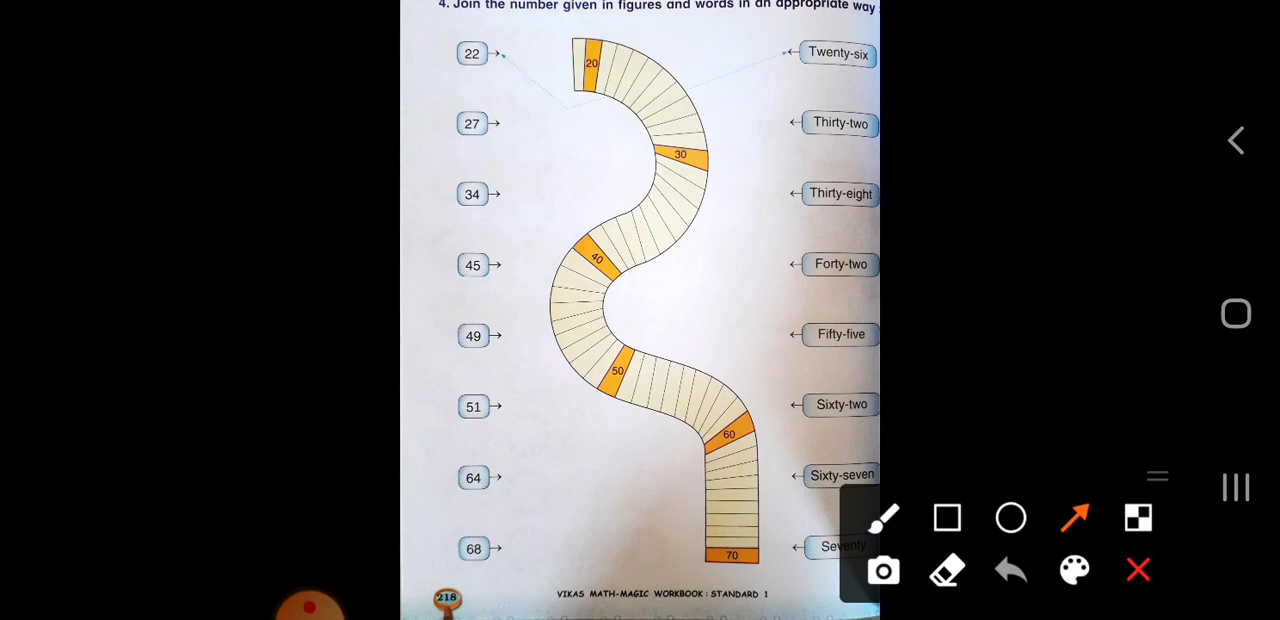 4. Join the number given in figures and words in an appropriate way
22
Twenty-six
20
27
Thirty-two
30
34
Thirty-eight
40
45
Forty-two
49
Fifty-five
50
51
Sixty-two
60
64
Sixty-seven
68
Seventy
70
218
VIKAS MATH-MAGIC WORKBOOK : STANDARD 1